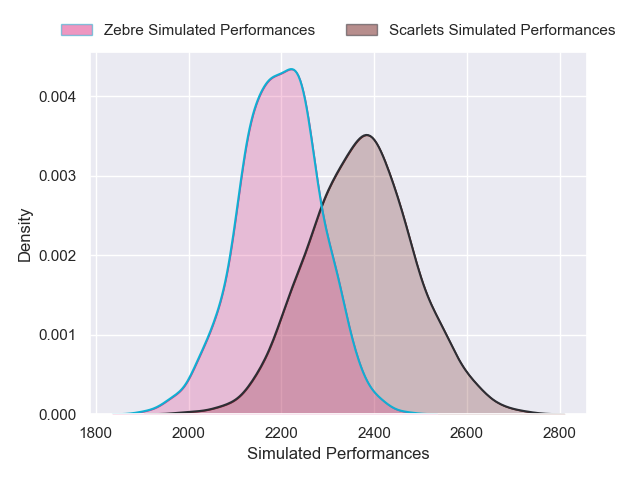 Zebre Simulated Performances Scarlets Simulated Performances
0.004
0.003
0.002
0.001
0.000
Density
1800 2000 2200 2400 2600 2800
Simulated Performances